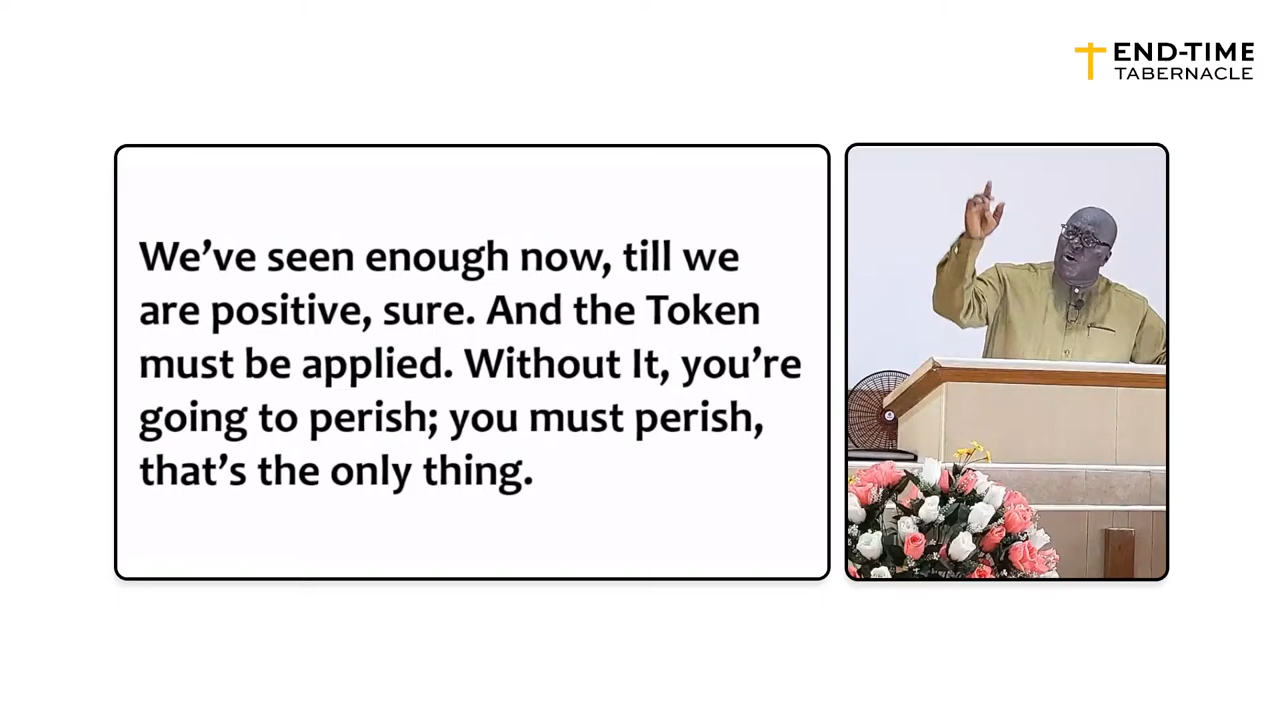 END-TIME
TABERNACLE
We've seen enough now, till we
are positive, sure. And the Token
must be applied. Without It, you're
going to perish; you must perish,
that's the only thing.